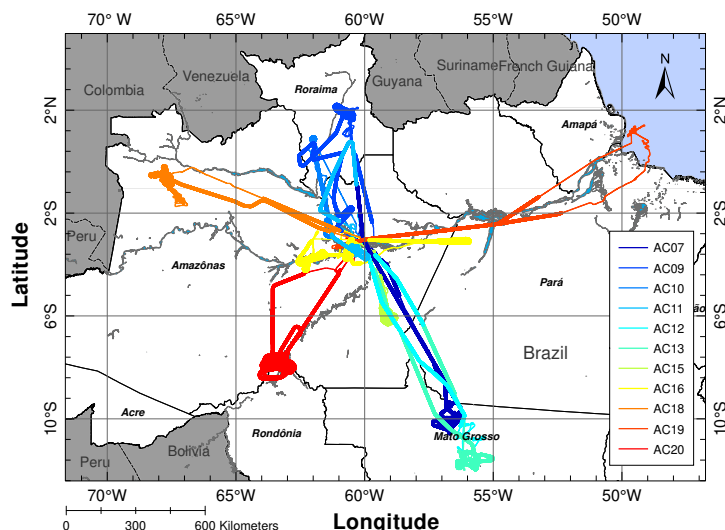 70°W 65°W 60°W 55°W 50°W
Suriname
French Guiana
N
Venezuela
Guyana
Colombia
Roraima
2°N
2°N
Amapá
2°S
2°S
Peru
Latitude
Amazônas
Pará
6°S
6°S
Brazil
AC07
AC09
AC10
AC11
AC12
AC13
AC15
AC16
AC18
AC19
AC20
10°S
10°S
Acre
Rondônia
Mato Grosso
Bolivia
Peru
70°W 65°W 60°W 55°W 50°W
0 300 600 Kilometers
Longitude